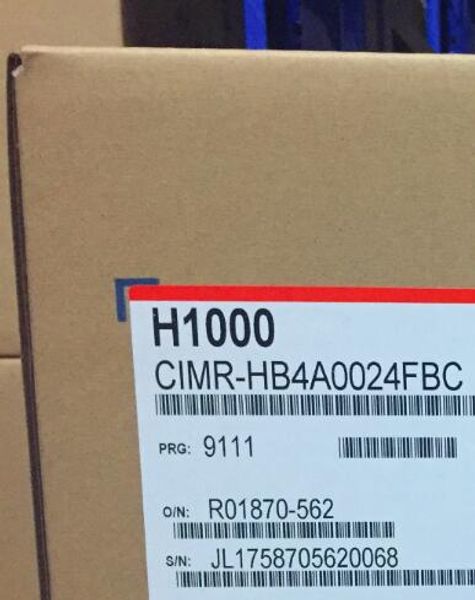 H1000
CIMR-HB4A0024FBC
PRG: 9111
O/N: R01870-562
S/N: JL1758705620068